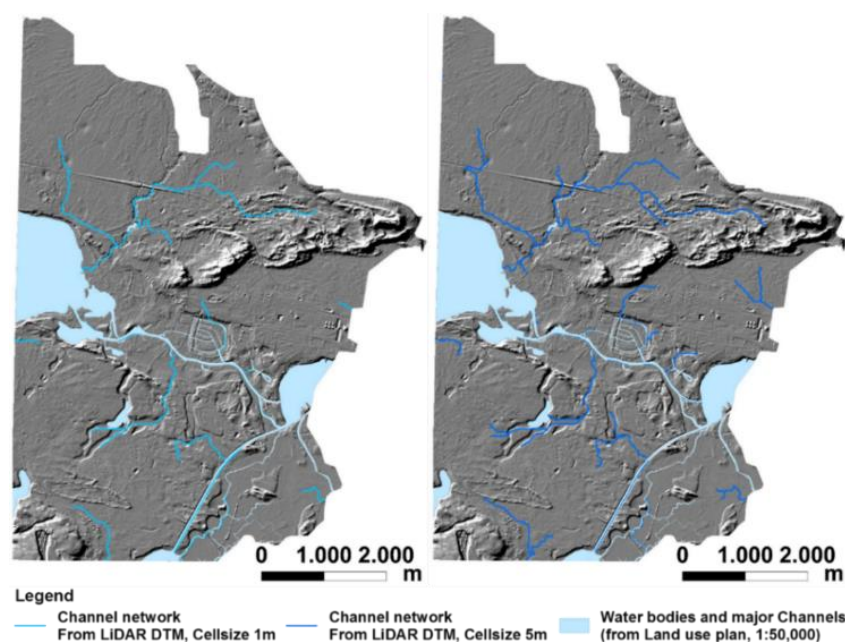 0 1.000 2.000
m
0 1.000 2.000
m
Legend
Channel network
From LiDAR DTM, Cellsize 1m
Channel network
From LiDAR DTM, Cellsize 5m
Water bodies and major Channels
(from Land use plan, 1:50,000)